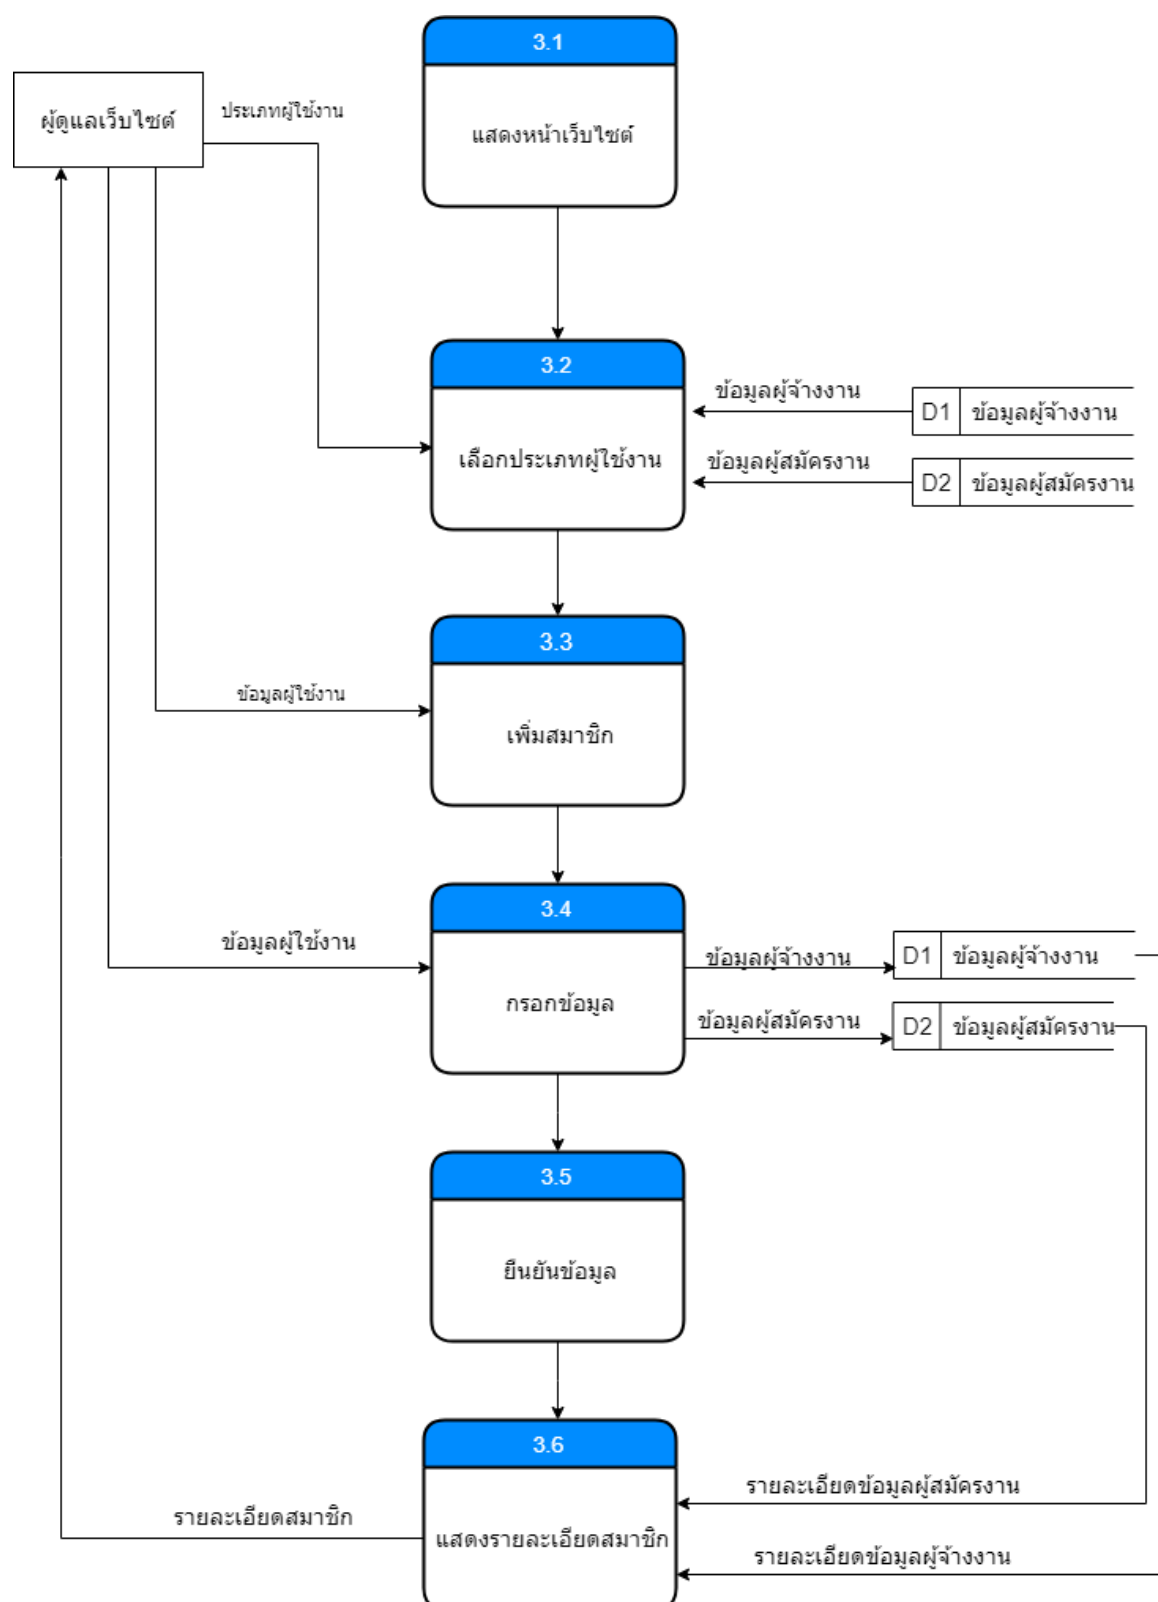 3.1
ผู้ดูแลเว็บไซต์
ประเภทผู้ใช้งาน
แสดงหน้าเว็บไซต์
3.2
ข้อมูลผู้จ้างงาน
D1 ข้อมูลผู้จ้างงาน
เลือกประเภทผู้ใช้งาน
ข้อมูลผู้สมัครงาน
D2 ข้อมูลผู้สมัครงาน
3.3
ข้อมูลผู้ใช้งาน
เพิ่มสมาชิก
3.4
ข้อมูลผู้ใช้งาน
ข้อมูลผู้จ้างงาน
D1 ข้อมูลผู้จ้างงาน
กรอกข้อมูล
ข้อมูลผู้สมัครงาน
D2 ข้อมูลผู้สมัครงาน
3.5
ยืนยันข้อมูล
3.6
รายละเอียดข้อมูลผู้สมัครงาน
รายละเอียดสมาชิก
แสดงรายละเอียดสมาชิก
รายละเอียดข้อมูลผู้จ้างงาน